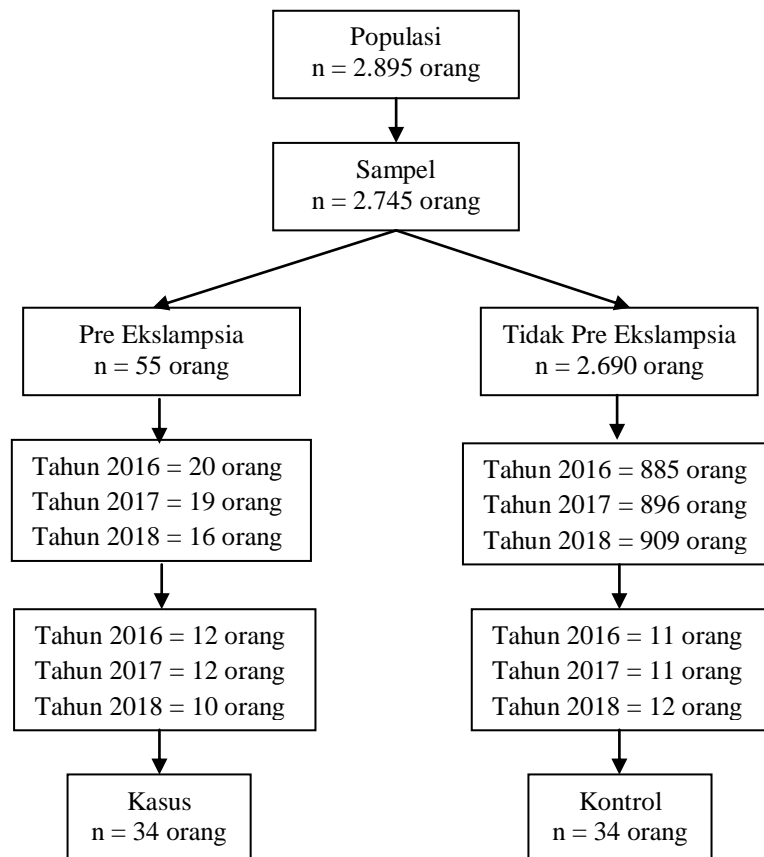 Populasi
n = 2.895 orang
Sampel
n = 2.745 orang
Pre Ekslampsia
n = 55 orang
Tidak Pre Ekslampsia
n = 2.690 orang
Tahun 2016 = 20 orang
Tahun 2017 = 19 orang
Tahun 2018 = 16 orang
Tahun 2016 = 885 orang
Tahun 2017 = 896 orang
Tahun 2018 = 909 orang
Tahun 2016 = 12 orang
Tahun 2017 = 12 orang
Tahun 2018 = 10 orang
Tahun 2016 = 11 orang
Tahun 2017 = 11 orang
Tahun 2018 = 12 orang
Kasus
n = 34 orang
Kontrol
n = 34 orang